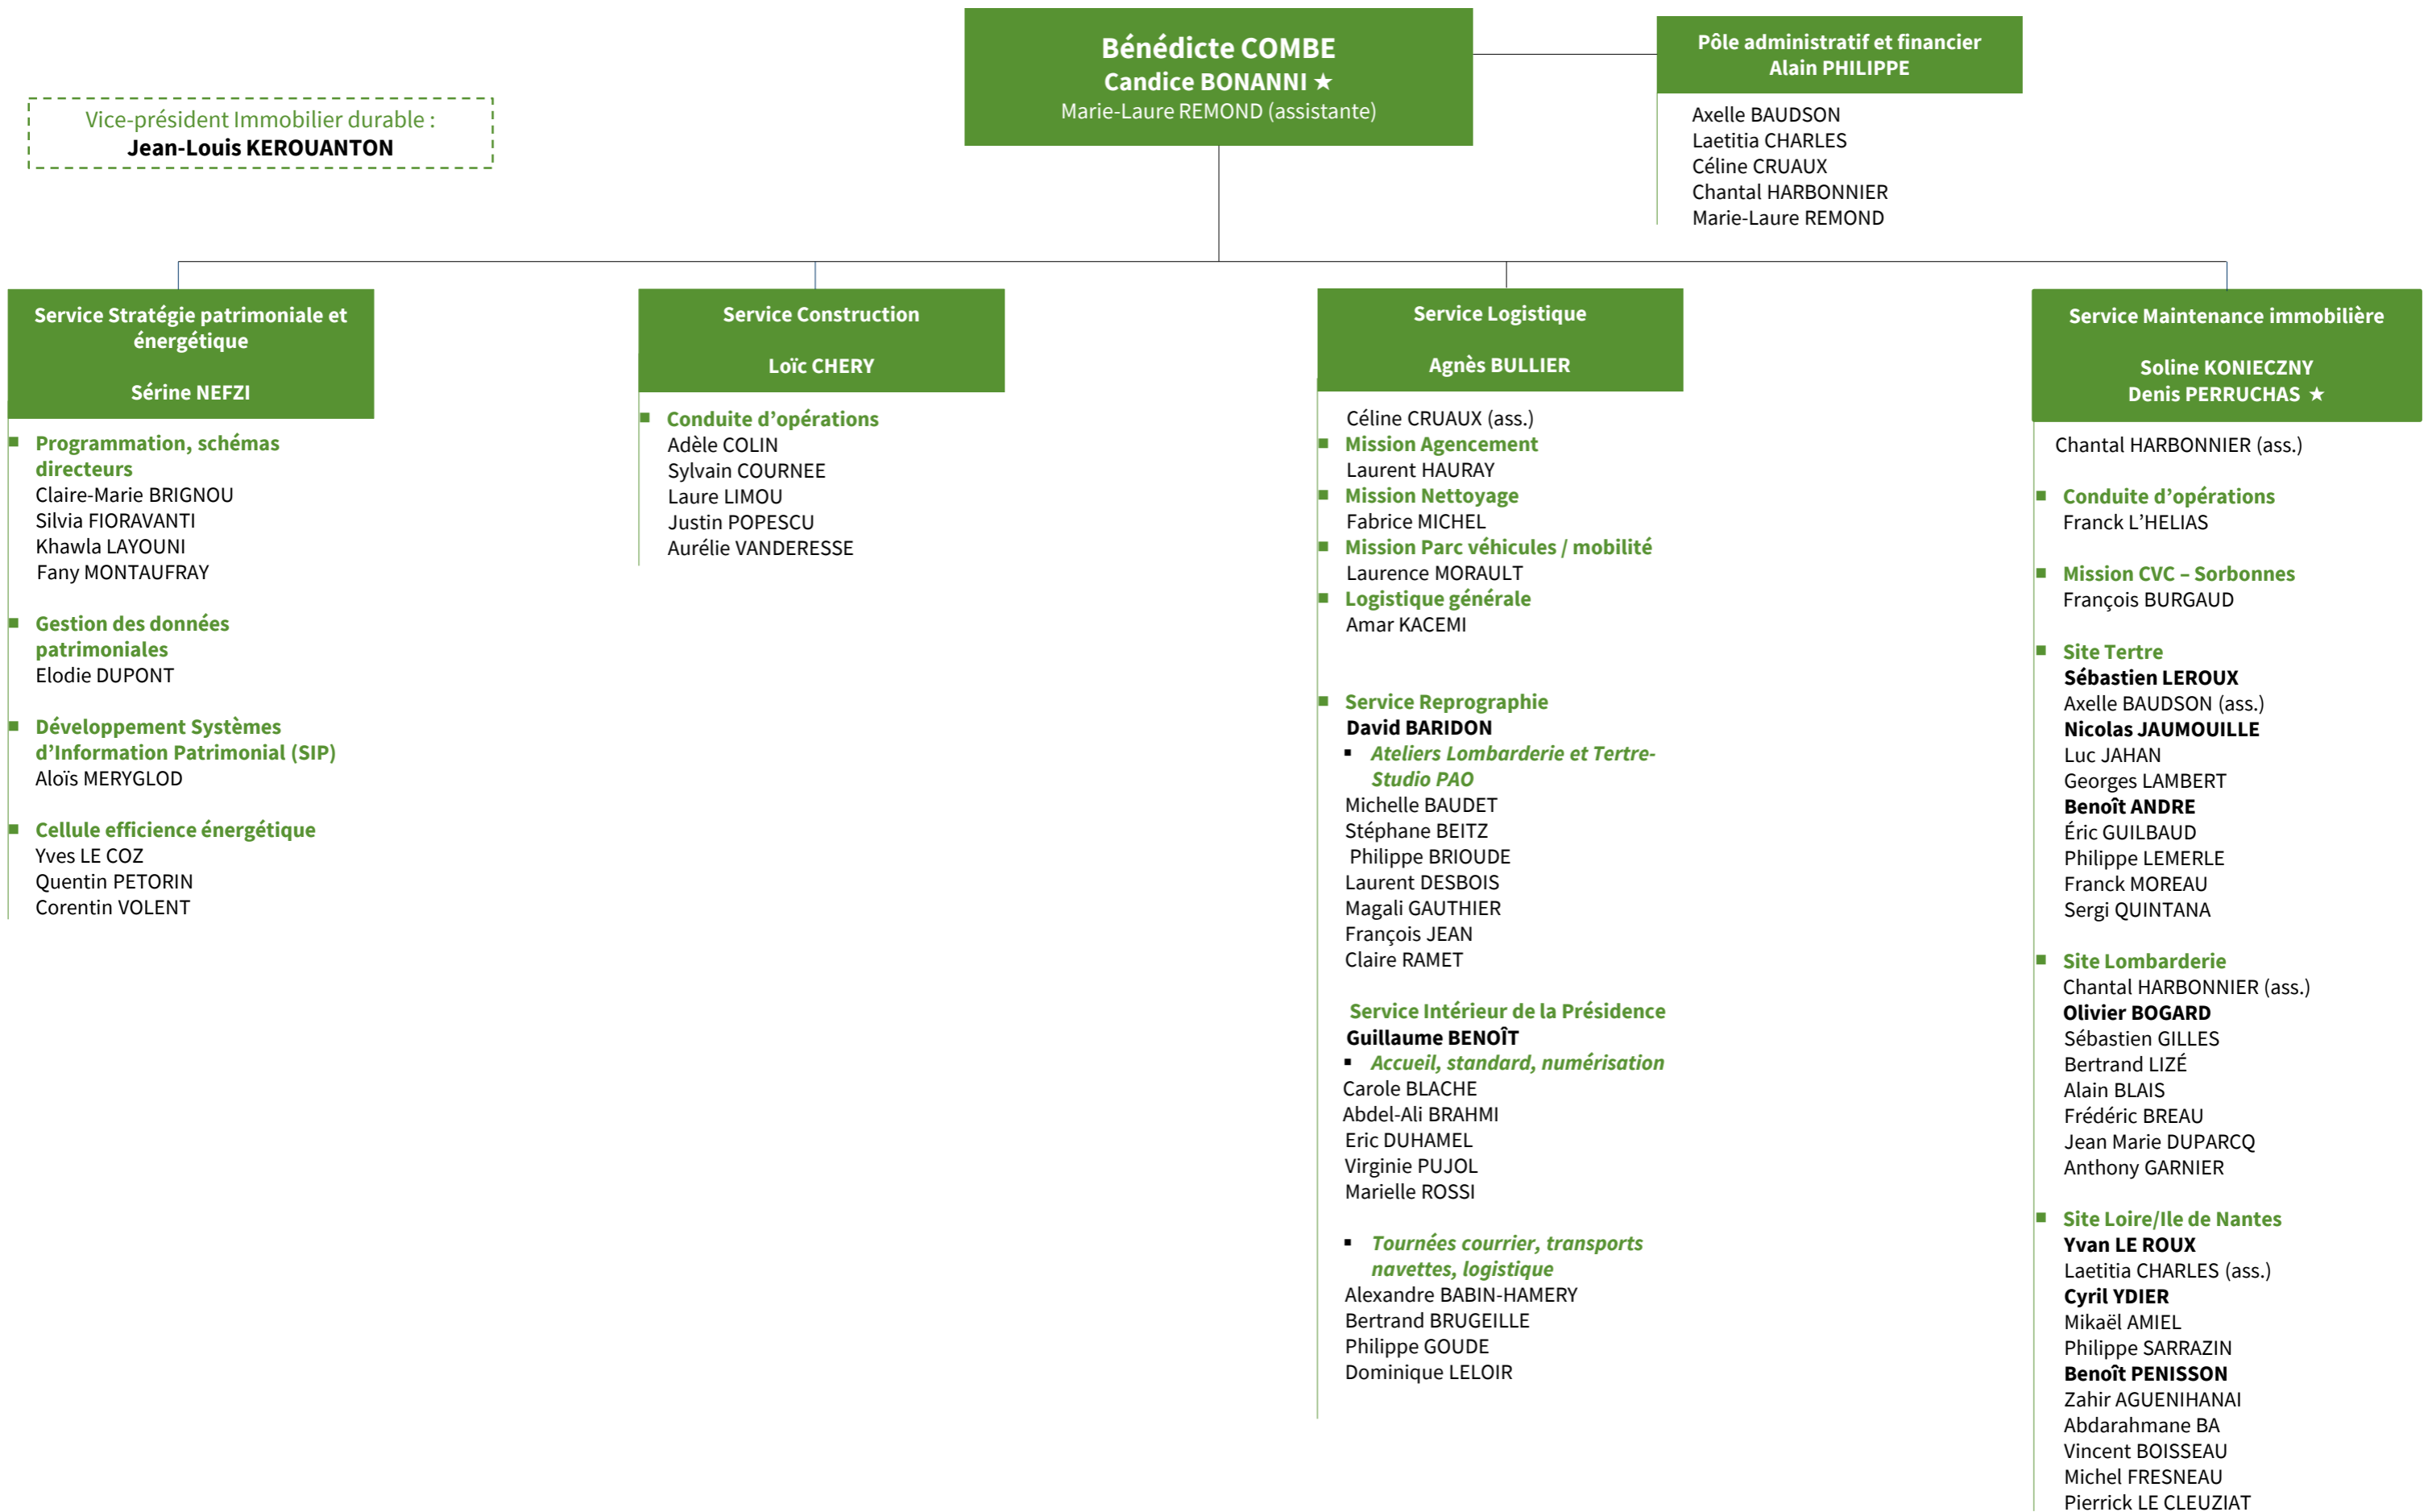 Bénédicte COMBE
Candice BONANNI ★
Marie-Laure REMOND (assistante)
Pôle administratif et financier
Alain PHILIPPE
Axelle BAUDSON
Laetitia CHARLES
Céline CRUAUX
Chantal HARBONNIER
Marie-Laure REMOND
Vice-président Immobilier durable :
Jean-Louis KEROUANTON
Service Stratégie patrimoniale et
énergétique
Sérine NEFZI
■ Programmation, schémas
directeurs
Claire-Marie BRIGNOU
Silvia FIORAVANTI
Khawla LAYOUNI
Fany MONTAUFRAY
■ Gestion des données
patrimoniales
Elodie DUPONT
■ Développement Systèmes
d’Information Patrimonial (SIP)
Aloïs MERYGLOD
■ Cellule efficience énergétique
Yves LE COZ
Quentin PETORIN
Corentin VOLENT
Service Construction
Loïc CHERY
■ Conduite d’opérations
Adèle COLIN
Sylvain COURNEE
Laure LIMOU
Justin POPESCU
Aurélie VANDERESSE
Service Logistique
Agnès BULLIER
Céline CRUAUX (ass.)
■ Mission Agencement
Laurent HAURAY
■ Mission Nettoyage
Fabrice MICHEL
■ Mission Parc véhicules / mobilité
Laurence MORAULT
■ Logistique générale
Amar KACEMI
■ Service Reprographie
David BARIDON
▪ Ateliers Lombarderie et Tertre-
Studio PAO
Michelle BAUDET
Stéphane BEITZ
Philippe BRIOUDE
Laurent DESBOIS
Magali GAUTHIER
François JEAN
Claire RAMET
Service Intérieur de la Présidence
Guillaume BENOÎT
▪ Accueil, standard, numérisation
Carole BLACHE
Abdel-Ali BRAHMI
Eric DUHAMEL
Virginie PUJOL
Marielle ROSSI
▪ Tournées courrier, transports
navettes, logistique
Alexandre BABIN-HAMERY
Bertrand BRUGEILLE
Philippe GOUDE
Dominique LELOIR
Service Maintenance immobilière
Soline KONIECZNY
Denis PERRUCHAS ★
Chantal HARBONNIER (ass.)
■ Conduite d’opérations
Franck L’HELIAS
■ Mission CVC – Sorbonnes
François BURGAUD
■ Site Tertre
Sébastien LEROUX
Axelle BAUDSON (ass.)
Nicolas JAUMOUILLE
Luc JAHAN
Georges LAMBERT
Benoît ANDRE
Éric GUILBAUD
Philippe LEMERLE
Franck MOREAU
Sergi QUINTANA
■ Site Lombarderie
Chantal HARBONNIER (ass.)
Olivier BOGARD
Sébastien GILLES
Bertrand LIZÉ
Alain BLAIS
Frédéric BREAU
Jean Marie DUPARCQ
Anthony GARNIER
■ Site Loire/Ile de Nantes
Yvan LE ROUX
Laetitia CHARLES (ass.)
Cyril YDIER
Mikaël AMIEL
Philippe SARRAZIN
Benoît PENISSON
Zahir AGUENIHANAI
Abdarahmane BA
Vincent BOISSEAU
Michel FRESNEAU
Pierrick LE CLEUZIAT